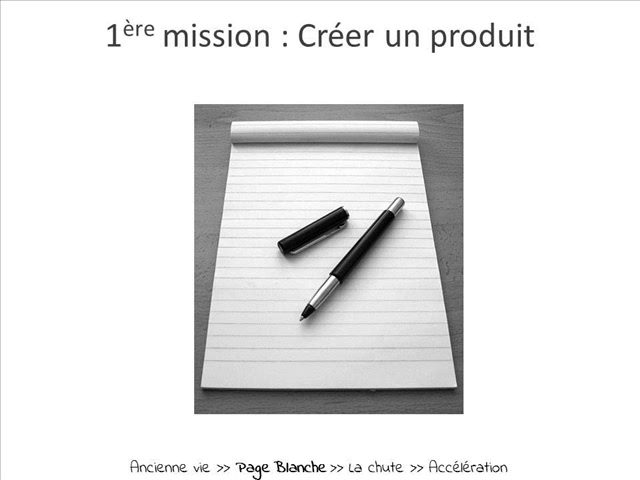 1ère mission : Créer un produit
Ancienne vie >> Page Blanche >> La chute >> Accélération